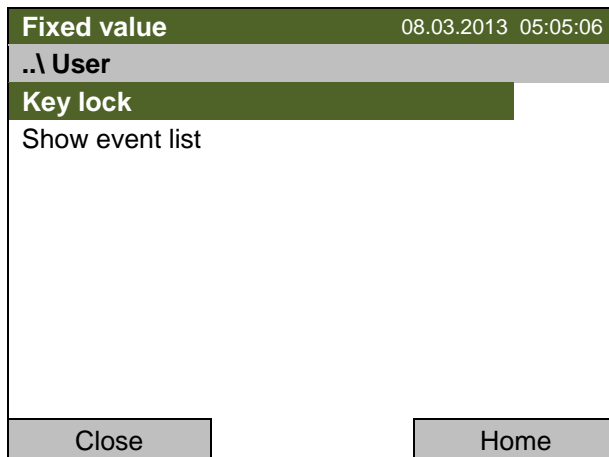 Fixed value 08.03.2013 05:05:06
..\ User
Key lock
Show event list
Close Home